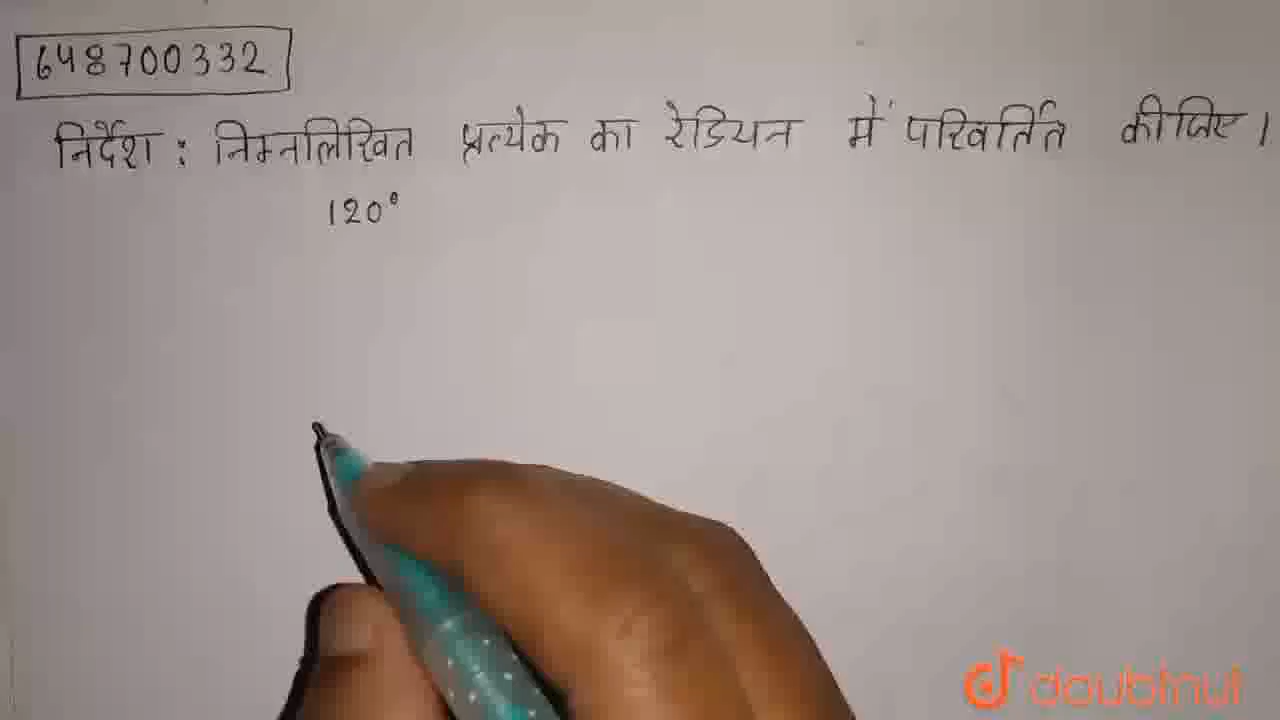 648700332
निर्देश : निम्नलिखित प्रत्येक का रेडियन में परिवर्तित कीजिए।
120°
doubtnut